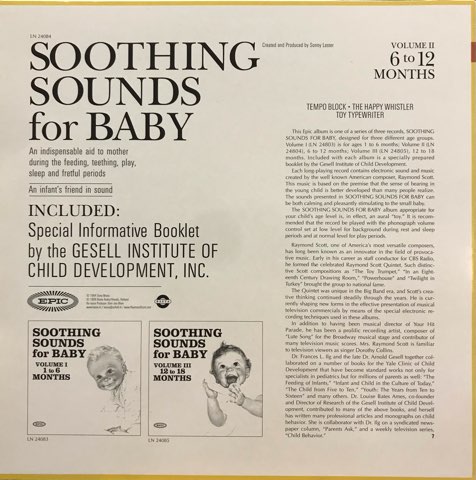 LN 24084
SOOTHING
SOUNDS
for BABY
Created and Produced by Sonny Lester
VOLUME II
6 to 12
MONTHS
An indispensable aid to mother
during the feeding, teething, play,
sleep and fretful periods
An infant's friend in sound
INCLUDED:
Special Informative Booklet
by the GESELL INSTITUTE OF
CHILD DEVELOPMENT, INC.
EPIC
SOOTHING
SOUNDS
for BABY
VOLUME I
1 to 6
MONTHS
LN 24083
SOOTHING
SOUNDS
for BABY
VOLUME III
12 to 18
MONTHS
LN 24085
TEMPO BLOCK • THE HAPPY WHISTLER
TOY TYPEWRITER
This Epic album is one of a series of three records, SOOTHING
SOUNDS FOR BABY, designed for three different age groups.
Volume I (LN 24083) is for ages 1 to 6 months; Volume II (LN
24084), 6 to 12 months; Volume III (LN 24085), 12 to 18
months. Included with each album is a specially prepared
booklet by the Gesell Institute of Child Development.
Each long-playing record contains electronic sound and music
created by the well known American composer, Raymond Scott.
This music is based on the premise that the sense of hearing in
the young child is better developed than many people realize.
The sounds presented in SOOTHING SOUNDS FOR BABY can
be both calming and pleasantly stimulating to the small baby.
The SOOTHING SOUNDS FOR BABY album appropriate for
your child's age level is, in effect, an aural "toy." It is recom-
mended that the record be played with the phonograph volume
control set at low level for background during rest and sleep
periods and at normal level for play periods.
Raymond Scott, one of America's most versatile composers,
has long been known as an innovator in the field of provoca-
tive music. Early in his career as staff conductor for CBS Radio,
he formed the celebrated Raymond Scott Quintet. Such distinc-
tive Scott compositions as "The Toy Trumpet," "In an Eight-
eenth Century Drawing Room," "Powerhouse" and "Twilight in
Turkey" brought the group to national fame.
The Quintet was unique in the Big Band era, and Scott's crea-
tive thinking continued steadily through the years. He is cur-
rently shaping new forms in the effective presentation of musical
television commercials by means of the special electronic re-
cording techniques used in these albums.
In addition to having been musical director of Your Hit
Parade, he has been a prolific recording artist, composer of
"Lute Song" for the Broadway musical stage and contributor of
many television music scores. Mrs. Raymond Scott is familiar
to television viewers as singer Dorothy Collins.
Dr. Frances L. Ilg and the late Dr. Arnold Gesell together col-
laborated on a number of books for the Yale Clinic of Child
Development that have become standard works not only for
specialists in pediatrics but for millions of parents as well: "The
Feeding of Infants," "Infant and Child in the Culture of Today,"
"The Child from Five to Ten," "Youth: The Years from Ten to
Sixteen" and many others. Dr. Louise Bates Ames, co-founder
and Director of Research of the Gesell Institute of Child Devel-
opment, contributed to many of the above books, and herself
has written many professional articles and monographs on child
behavior. She is collaborator with Dr. Ilg on a syndicated news-
paper column, "Parents Ask," and a weekly television series,
"Child Behavior."
7